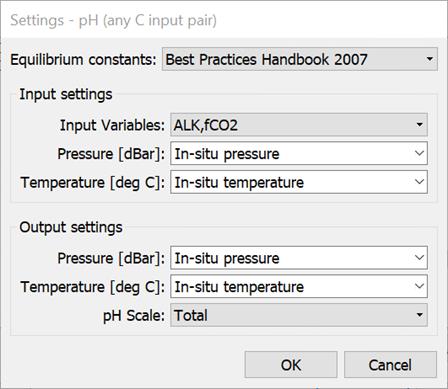 Settings - pH (any C input pair)
Equilibrium constants: Best Practices Handbook 2007
Input settings
Input Variables: ALK,fCO2
Pressure [dBar]: In-situ pressure
Temperature [deg C]: In-situ temperature
Output settings
Pressure [dBar]: In-situ pressure
Temperature [deg C]: In-situ temperature
pH Scale: Total
OK Cancel